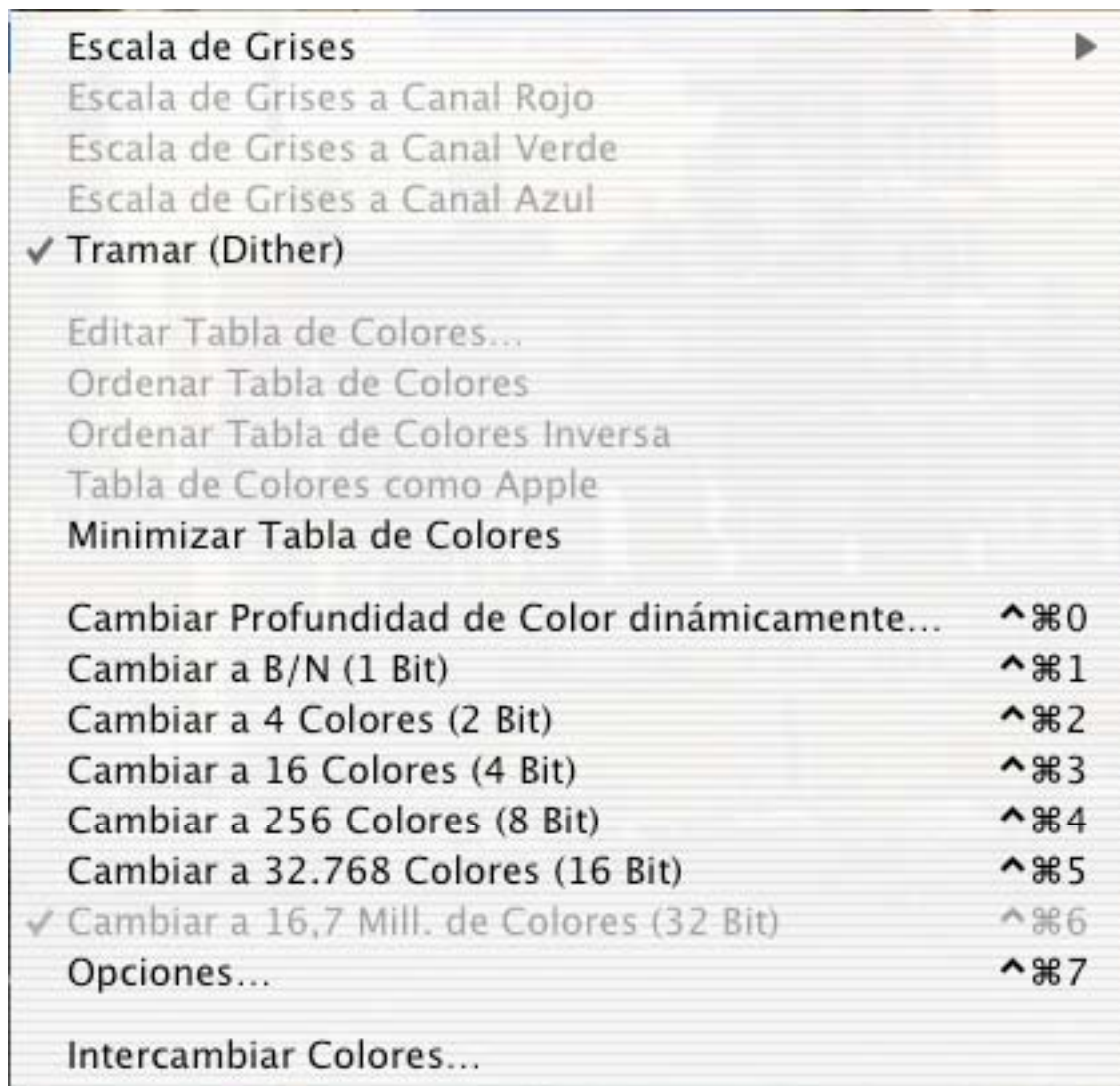 Escala de Grises
Escala de Grises a Canal Rojo
Escala de Grises a Canal Verde
Escala de Grises a Canal Azul
✓ Tramar (Dither)
Editar Tabla de Colores...
Ordenar Tabla de Colores
Ordenar Tabla de Colores Inversa
Tabla de Colores como Apple
Minimizar Tabla de Colores
Cambiar Profundidad de Color dinámicamente... ^⌘0
Cambiar a B/N (1 Bit) ^⌘1
Cambiar a 4 Colores (2 Bit) ^⌘2
Cambiar a 16 Colores (4 Bit) ^⌘3
Cambiar a 256 Colores (8 Bit) ^⌘4
Cambiar a 32.768 Colores (16 Bit) ^⌘5
✓ Cambiar a 16,7 Mill. de Colores (32 Bit) ^⌘6
Opciones... ^⌘7
Intercambiar Colores...